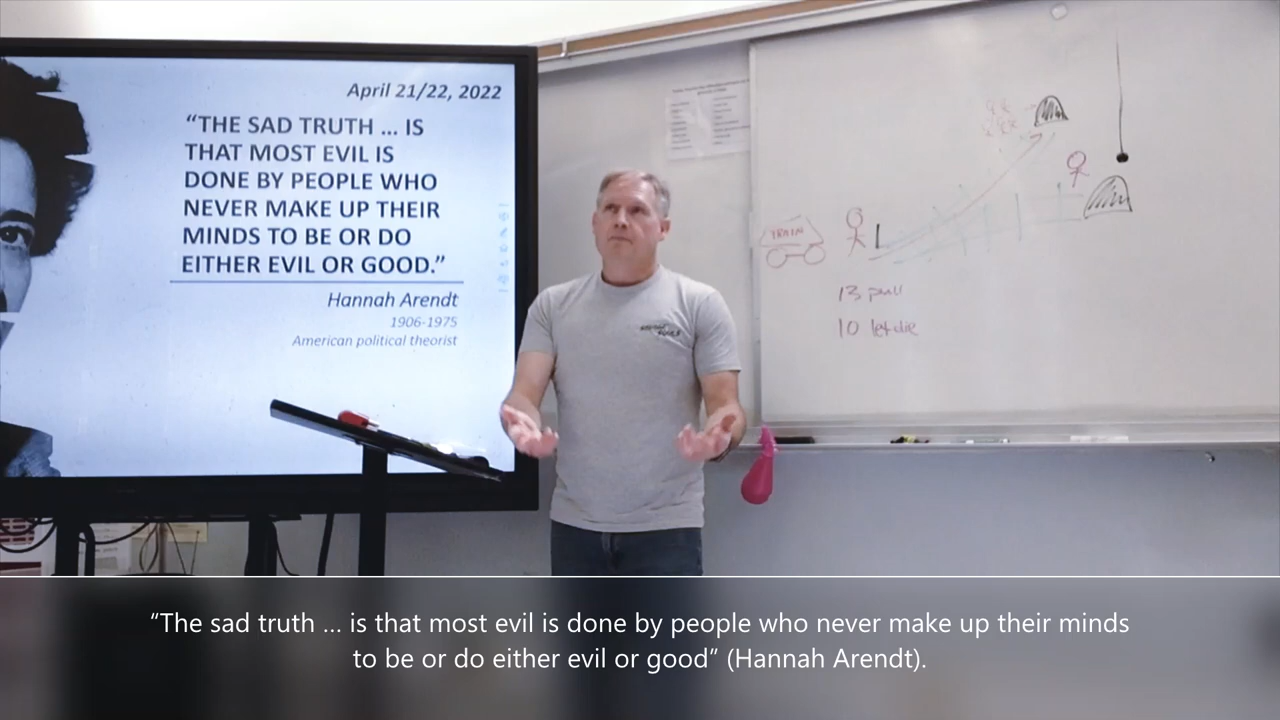 April 21/22, 2022
“THE SAD TRUTH ... IS
THAT MOST EVIL IS
DONE BY PEOPLE WHO
NEVER MAKE UP THEIR
MINDS TO BE OR DO
EITHER EVIL OR GOOD.”
Hannah Arendt
1906-1975
American political theorist
TRAIN
13 pull
10 let die
“The sad truth ... is that most evil is done by people who never make up their minds
to be or do either evil or good” (Hannah Arendt).